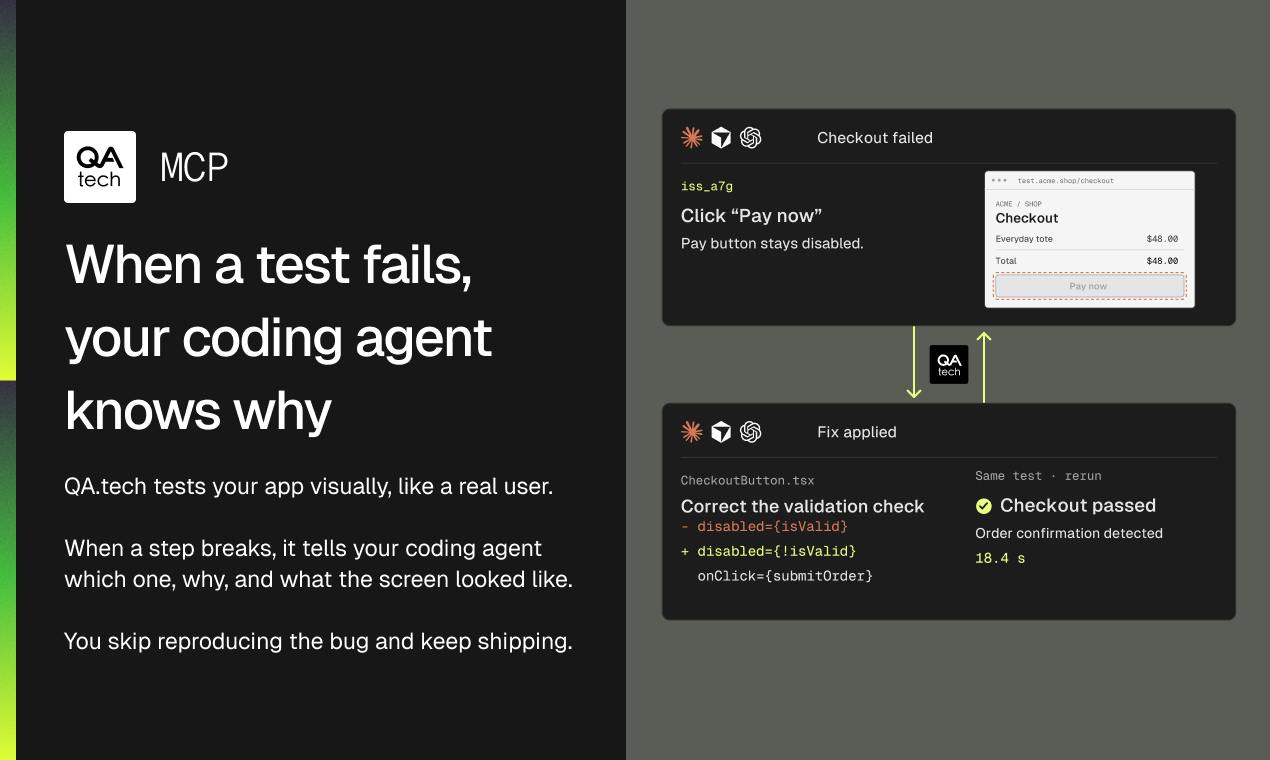 QA
tech
MCP
When a test fails,
your coding agent
knows why
QA.tech tests your app visually, like a real user.
When a step breaks, it tells your coding agent
which one, why, and what the screen looked like.
You skip reproducing the bug and keep shipping.
Checkout failed
iss_a7g
Click “Pay now”
Pay button stays disabled.
test.acme.shop/checkout
ACME / SHOP
Checkout
Everyday tote $48.00
Total $48.00
Pay now
QA
tech
Fix applied
CheckoutButton.tsx
Correct the validation check
- disabled={isValid}
+ disabled={!isValid}
onClick={submitOrder}
Same test · rerun
Checkout passed
Order confirmation detected
18.4 s